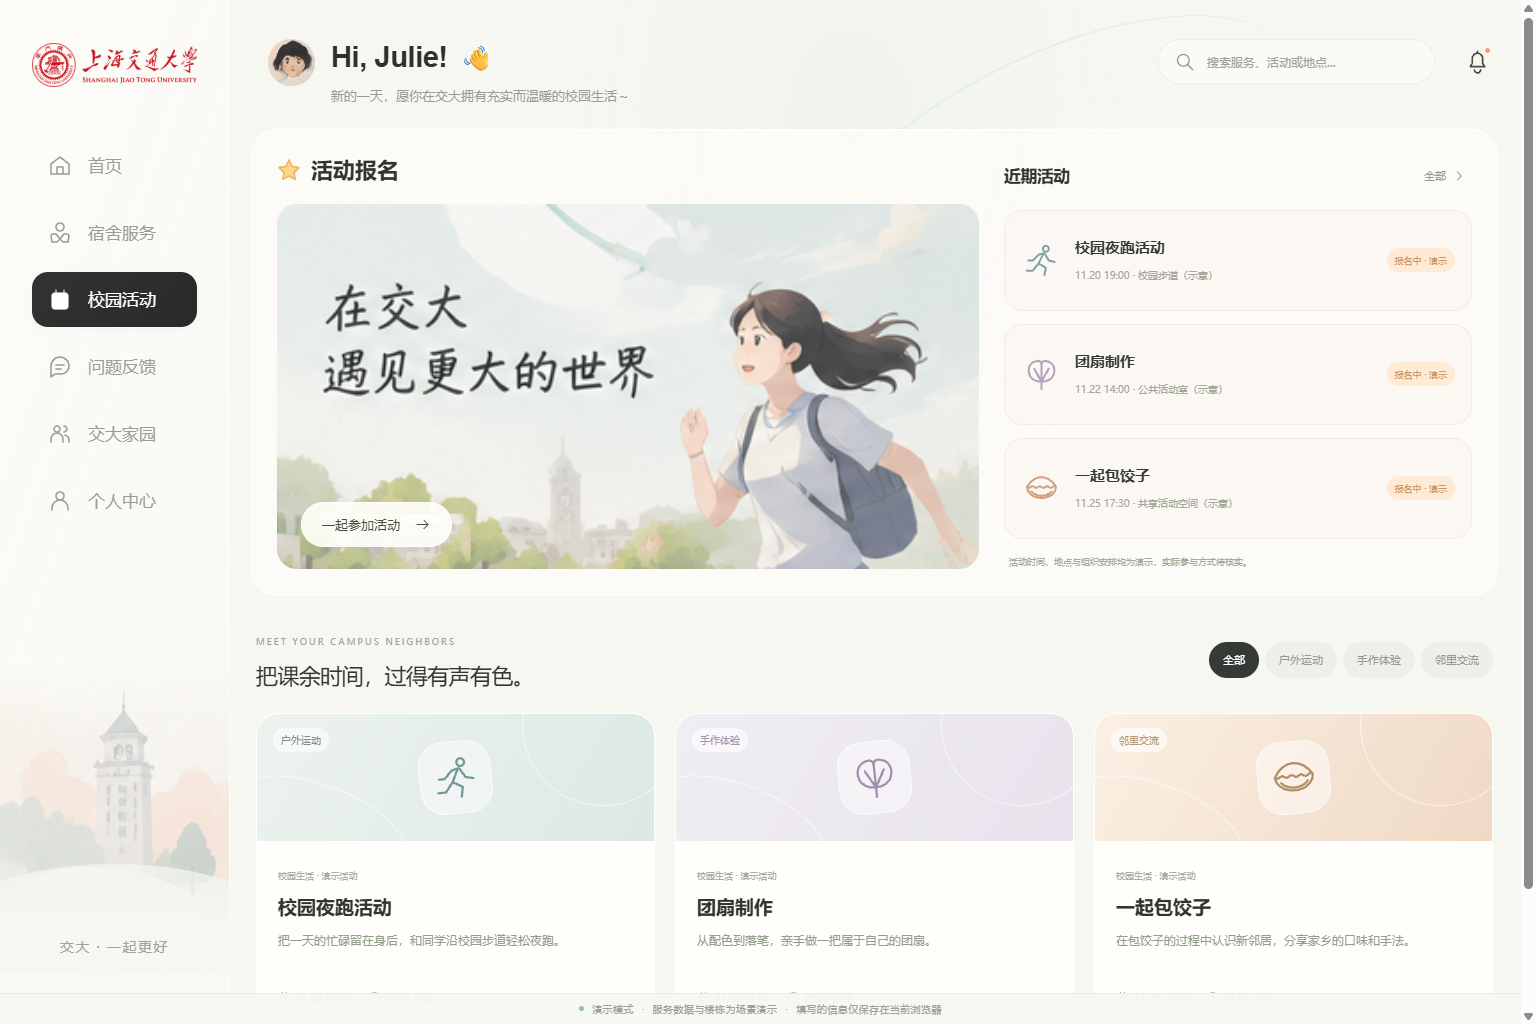 上海交通大学
SHANGHAI JIAO TONG UNIVERSITY
首页
宿舍服务
校园活动
问题反馈
交大家园
个人中心
交大 · 一起更好
Hi, Julie! 👋
新的一天，愿你在交大拥有充实而温暖的校园生活~
搜索服务、活动或地点...
活动报名
在交大
遇见更大的世界
一起参加活动 →
近期活动
全部 >
校园夜跑活动
11.20 19:00 · 校园步道（示意）
报名中 · 演示
团扇制作
11.22 14:00 · 公共活动室（示意）
报名中 · 演示
一起包饺子
11.25 17:30 · 共享活动空间（示意）
报名中 · 演示
活动时间、地点与组织安排均为演示，实际参与方式待核实。
MEET YOUR CAMPUS NEIGHBORS
把课余时间，过得有声有色。
全部
户外运动
手作体验
邻里交流
户外运动
校园生活 · 演示活动
校园夜跑活动
把一天的忙碌留在身后，和同学沿校园步道轻松夜跑。
手作体验
校园生活 · 演示活动
团扇制作
从配色到落笔，亲手做一把属于自己的团扇。
邻里交流
校园生活 · 演示活动
一起包饺子
在包饺子的过程中认识新邻居，分享家乡的口味和手法。
演示模式 · 服务数据与楼栋为场景演示 · 填写的信息仅保存在当前浏览器